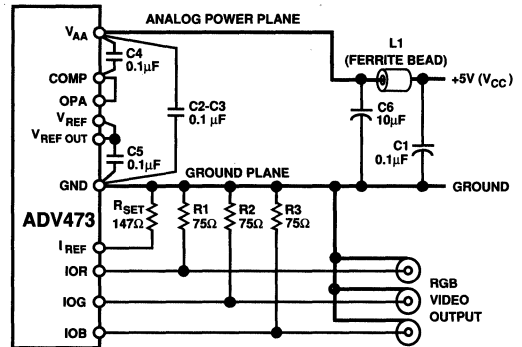 ANALOG POWER PLANE
L1
(FERRITE BEAD)
+5V (VCC)
VAA
C4
0.1µF
COMP
OPA
VREF
VREF OUT
C5
0.1µF
C2-C3
0.1 µF
C6
10µF
C1
0.1µF
GROUND PLANE
GND
GROUND
ADV473
RSET
147Ω
R1
75Ω
R2
75Ω
R3
75Ω
IREF
IOR
IOG
IOB
RGB
VIDEO
OUTPUT